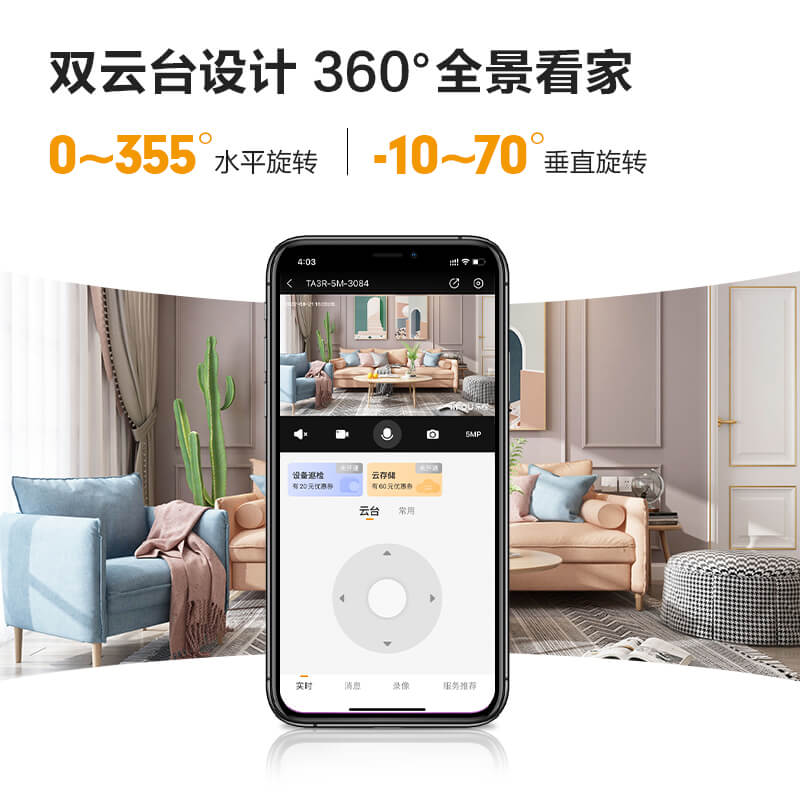 双云台设计 360°全景看家
0~355°水平旋转
-10~70°垂直旋转
4:03
TA3R-5M-3084
5MP
设备巡检 未开通
有20元优惠券
云存储 未开通
有60元优惠券
云台 常用
实时 消息 录像 服务推荐